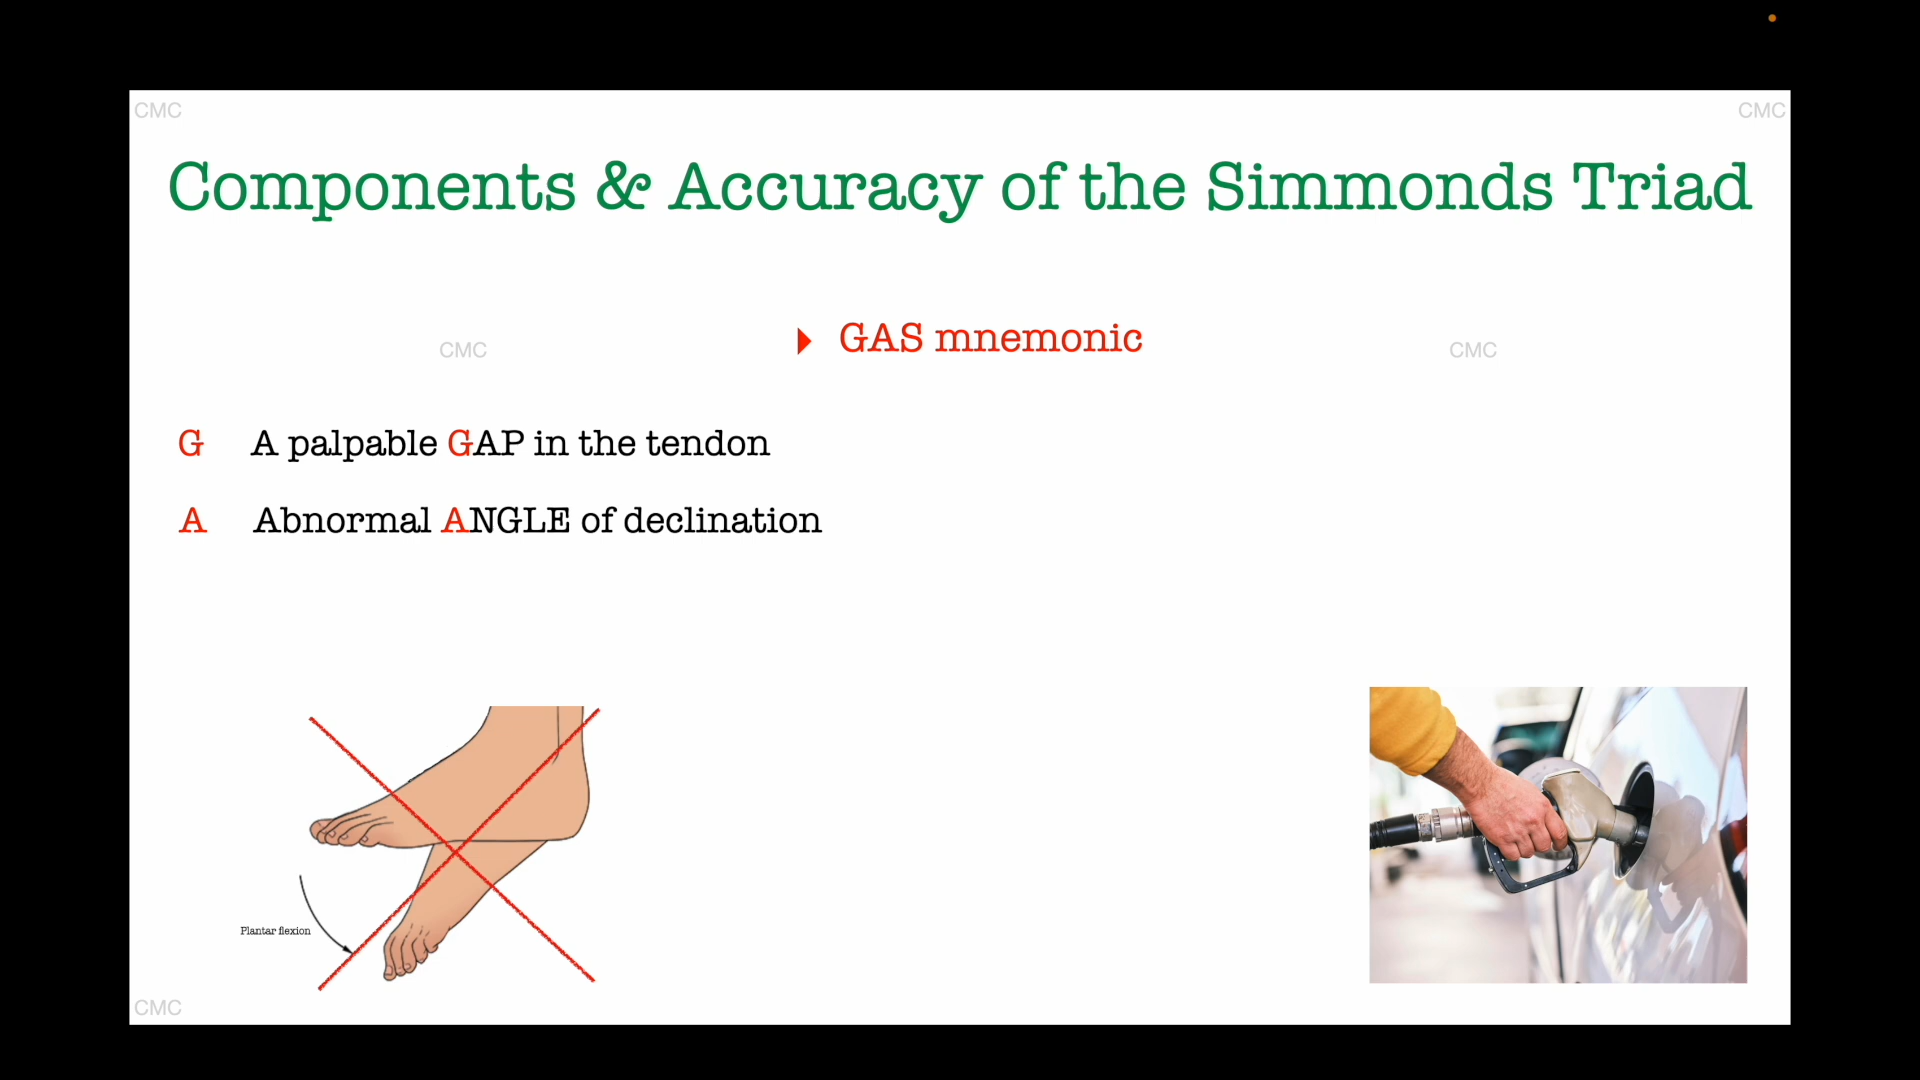 CMC
CMC
Components & Accuracy of the Simmonds Triad
CMC
GAS mnemonic
CMC
G A palpable GAP in the tendon
A Abnormal ANGLE of declination
Plantar flexion
CMC